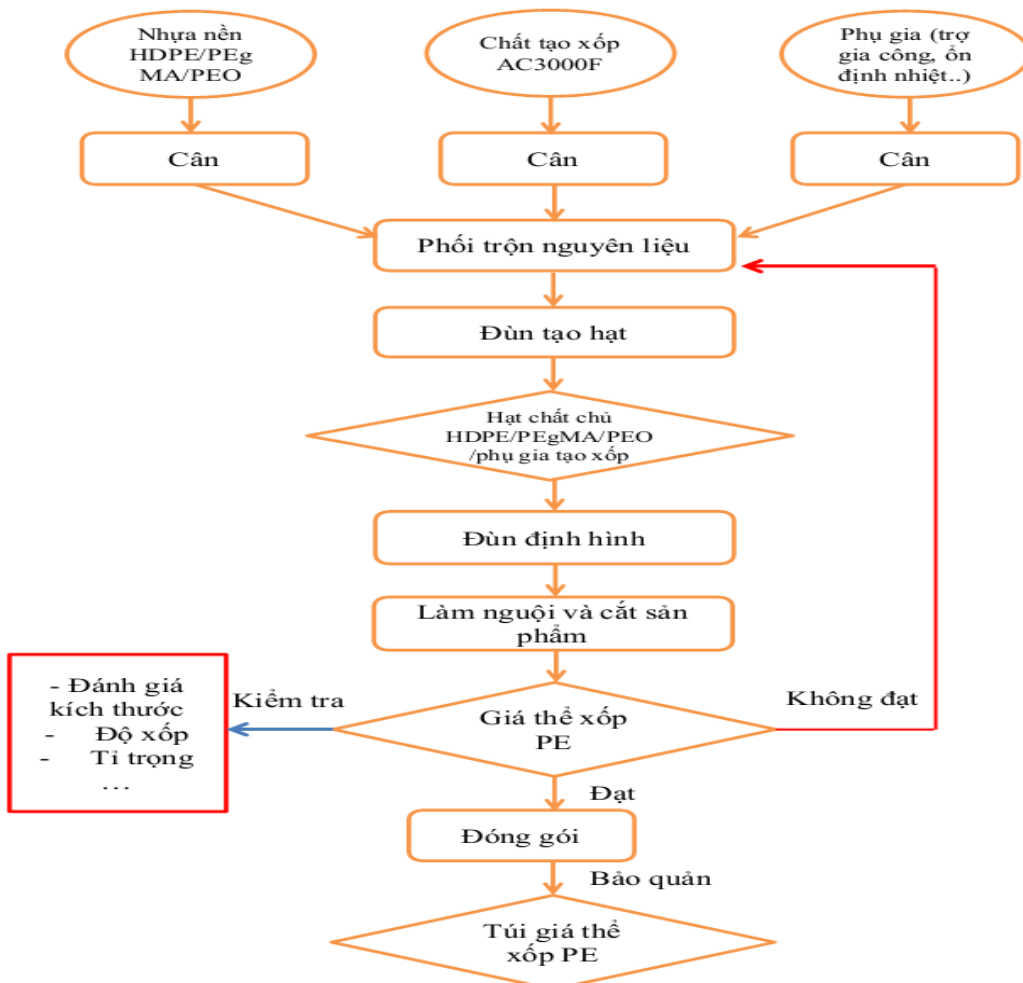 Nhựa nền
HDPE/PEg
MA/PEO
Chất tạo xốp
AC3000F
Phụ gia (trợ
gia công, ổn
định nhiệt..)
Cân
Cân
Cân
Phối trộn nguyên liệu
Đùn tạo hạt
Hạt chất chủ
HDPE/PEgMA/PEO
/phụ gia tạo xốp
Đùn định hình
Làm nguội và cắt sản
phẩm
- Đánh giá
kích thước
- Độ xốp
- Tỉ trọng
...
Kiểm tra
Giá thể xốp
PE
Không đạt
Đạt
Đóng gói
Bảo quản
Túi giá thể
xốp PE